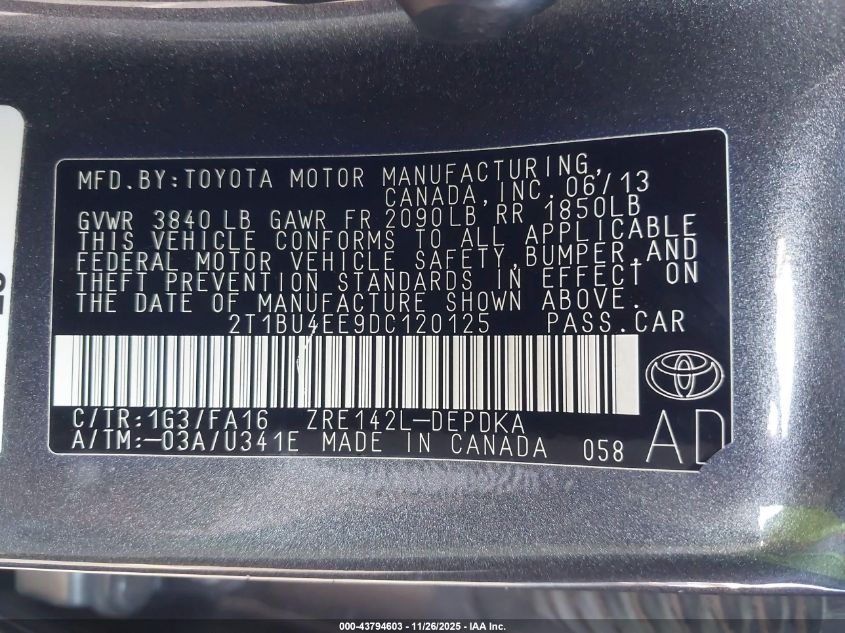 MFD.BY:TOYOTA MOTOR MANUFACTURING,
CANADA,INC. 06/13
GVWR 3840 LB GAWR FR 2090LB,RR 1850LB
THIS VEHICLE CONFORMS TO ALL APPLICABLE
FEDERAL MOTOR VEHICLE SAFETY,BUMPER,AND
THEFT PREVENTION STANDARDS IN EFFECT ON
THE DATE OF MANUFACTURE SHOWN ABOVE.
2T1BU4EE9DC120125 PASS.CAR
C/TR:1G3/FA16 ZRE142L-DEPDKA
A/TM:-03A/U341E MADE IN CANADA 058
AD
000-43794603 - 11/26/2025 - IAA Inc.